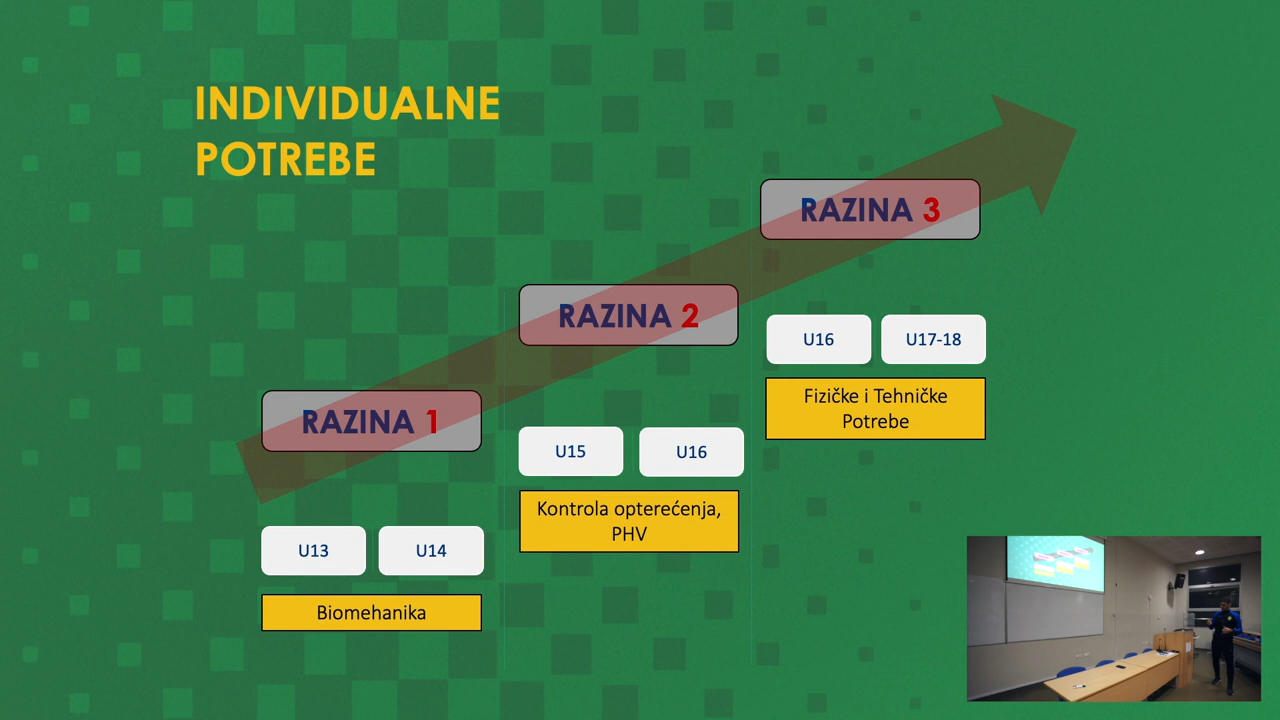 INDIVIDUALNE
POTREBE
RAZINA 3
RAZINA 2
U16
U17-18
Fizičke i Tehničke
Potrebe
RAZINA 1
U15
U16
Kontrola opterećenja,
PHV
U13
U14
Biomehanika